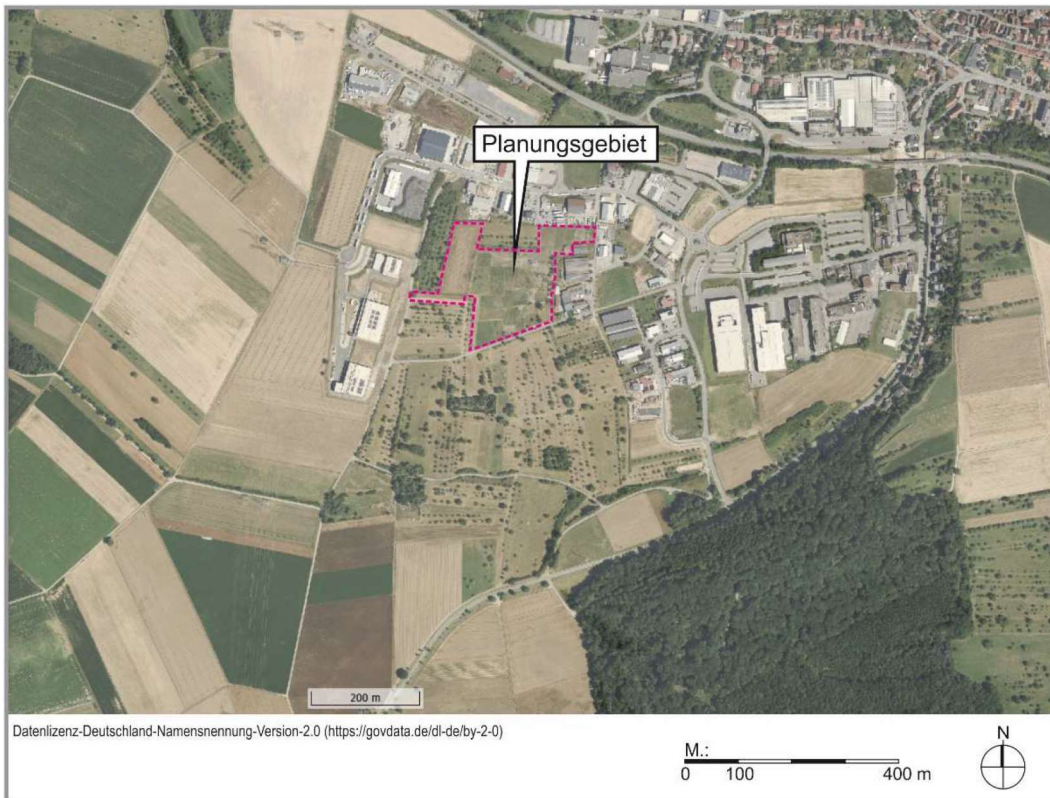 Planungsgebiet
200 m
Datenlizenz-Deutschland-Namensnennung-Version-2.0 (https://govdata.de/dl-de/by-2-0)
N
M.:
0 100 400 m